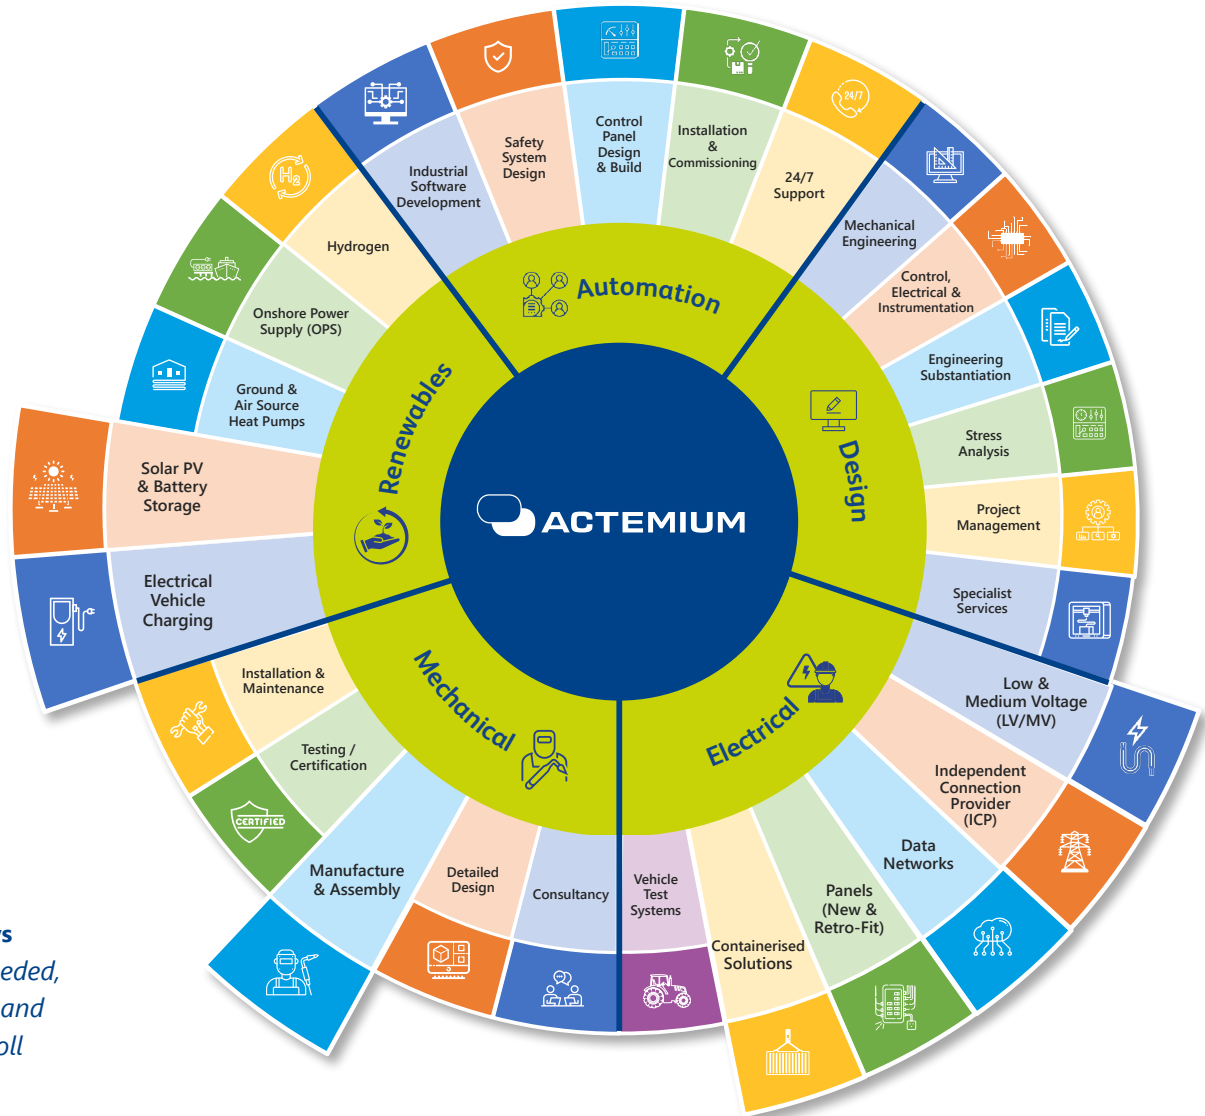 24/7
H2
Industrial
Software
Development
Safety
System
Design
Control
Panel
Design
& Build
Installation
&
Commissioning
24/7
Support
Mechanical
Engineering
Control,
Electrical &
Instrumentation
Engineering
Substantiation
Stress
Analysis
Project
Management
Specialist
Services
Low &
Medium Voltage
(LV/MV)
Independent
Connection
Provider
(ICP)
Data
Networks
Panels
(New &
Retro-Fit)
Containerised
Solutions
Vehicle
Test
Systems
Consultancy
Detailed
Design
Manufacture
& Assembly
Testing /
Certification
CERTIFIED
Installation &
Maintenance
Electrical
Vehicle
Charging
Solar PV
& Battery
Storage
Ground &
Air Source
Heat Pumps
Onshore Power
Supply (OPS)
Hydrogen
Automation
Design
Electrical
Mechanical
Renewables
ACTEMIUM
eded,
and
oll